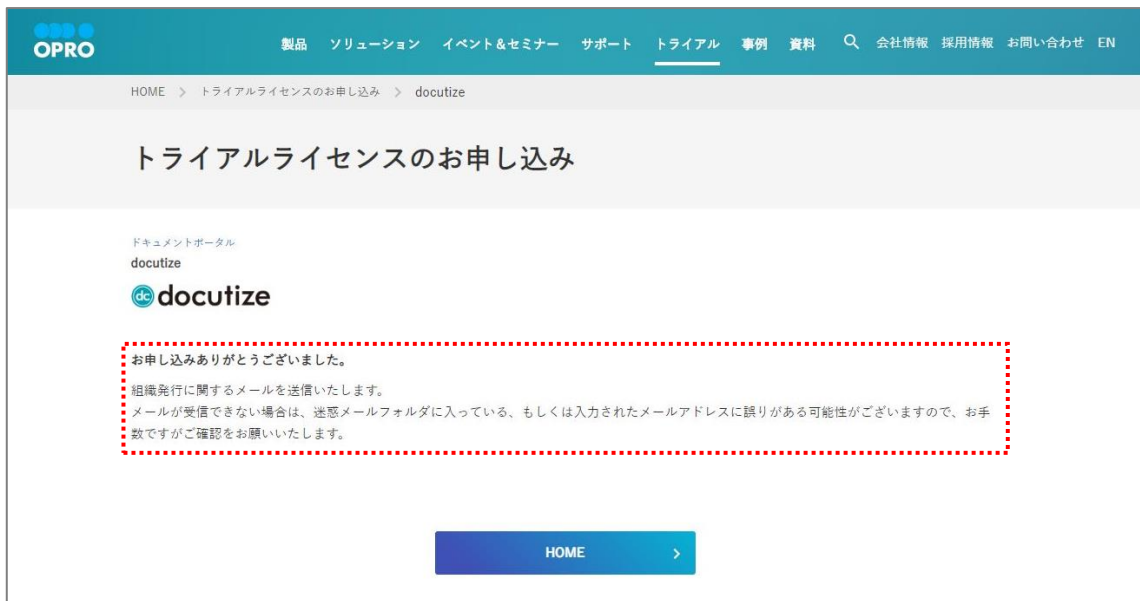 OPRO
製品 ソリューション イベント＆セミナー サポート トライアル 事例 資料 会社情報 採用情報 お問い合わせ EN
HOME > トライアルライセンスのお申し込み > docutize
トライアルライセンスのお申し込み
ドキュメントポータル
docutize
dc docutize
お申し込みありがとうございました。
組織発行に関するメールを送信いたします。
メールが受信できない場合は、迷惑メールフォルダに入っている、もしくは入力されたメールアドレスに誤りがある可能性がございますので、お手
数ですがご確認をお願いいたします。
HOME >